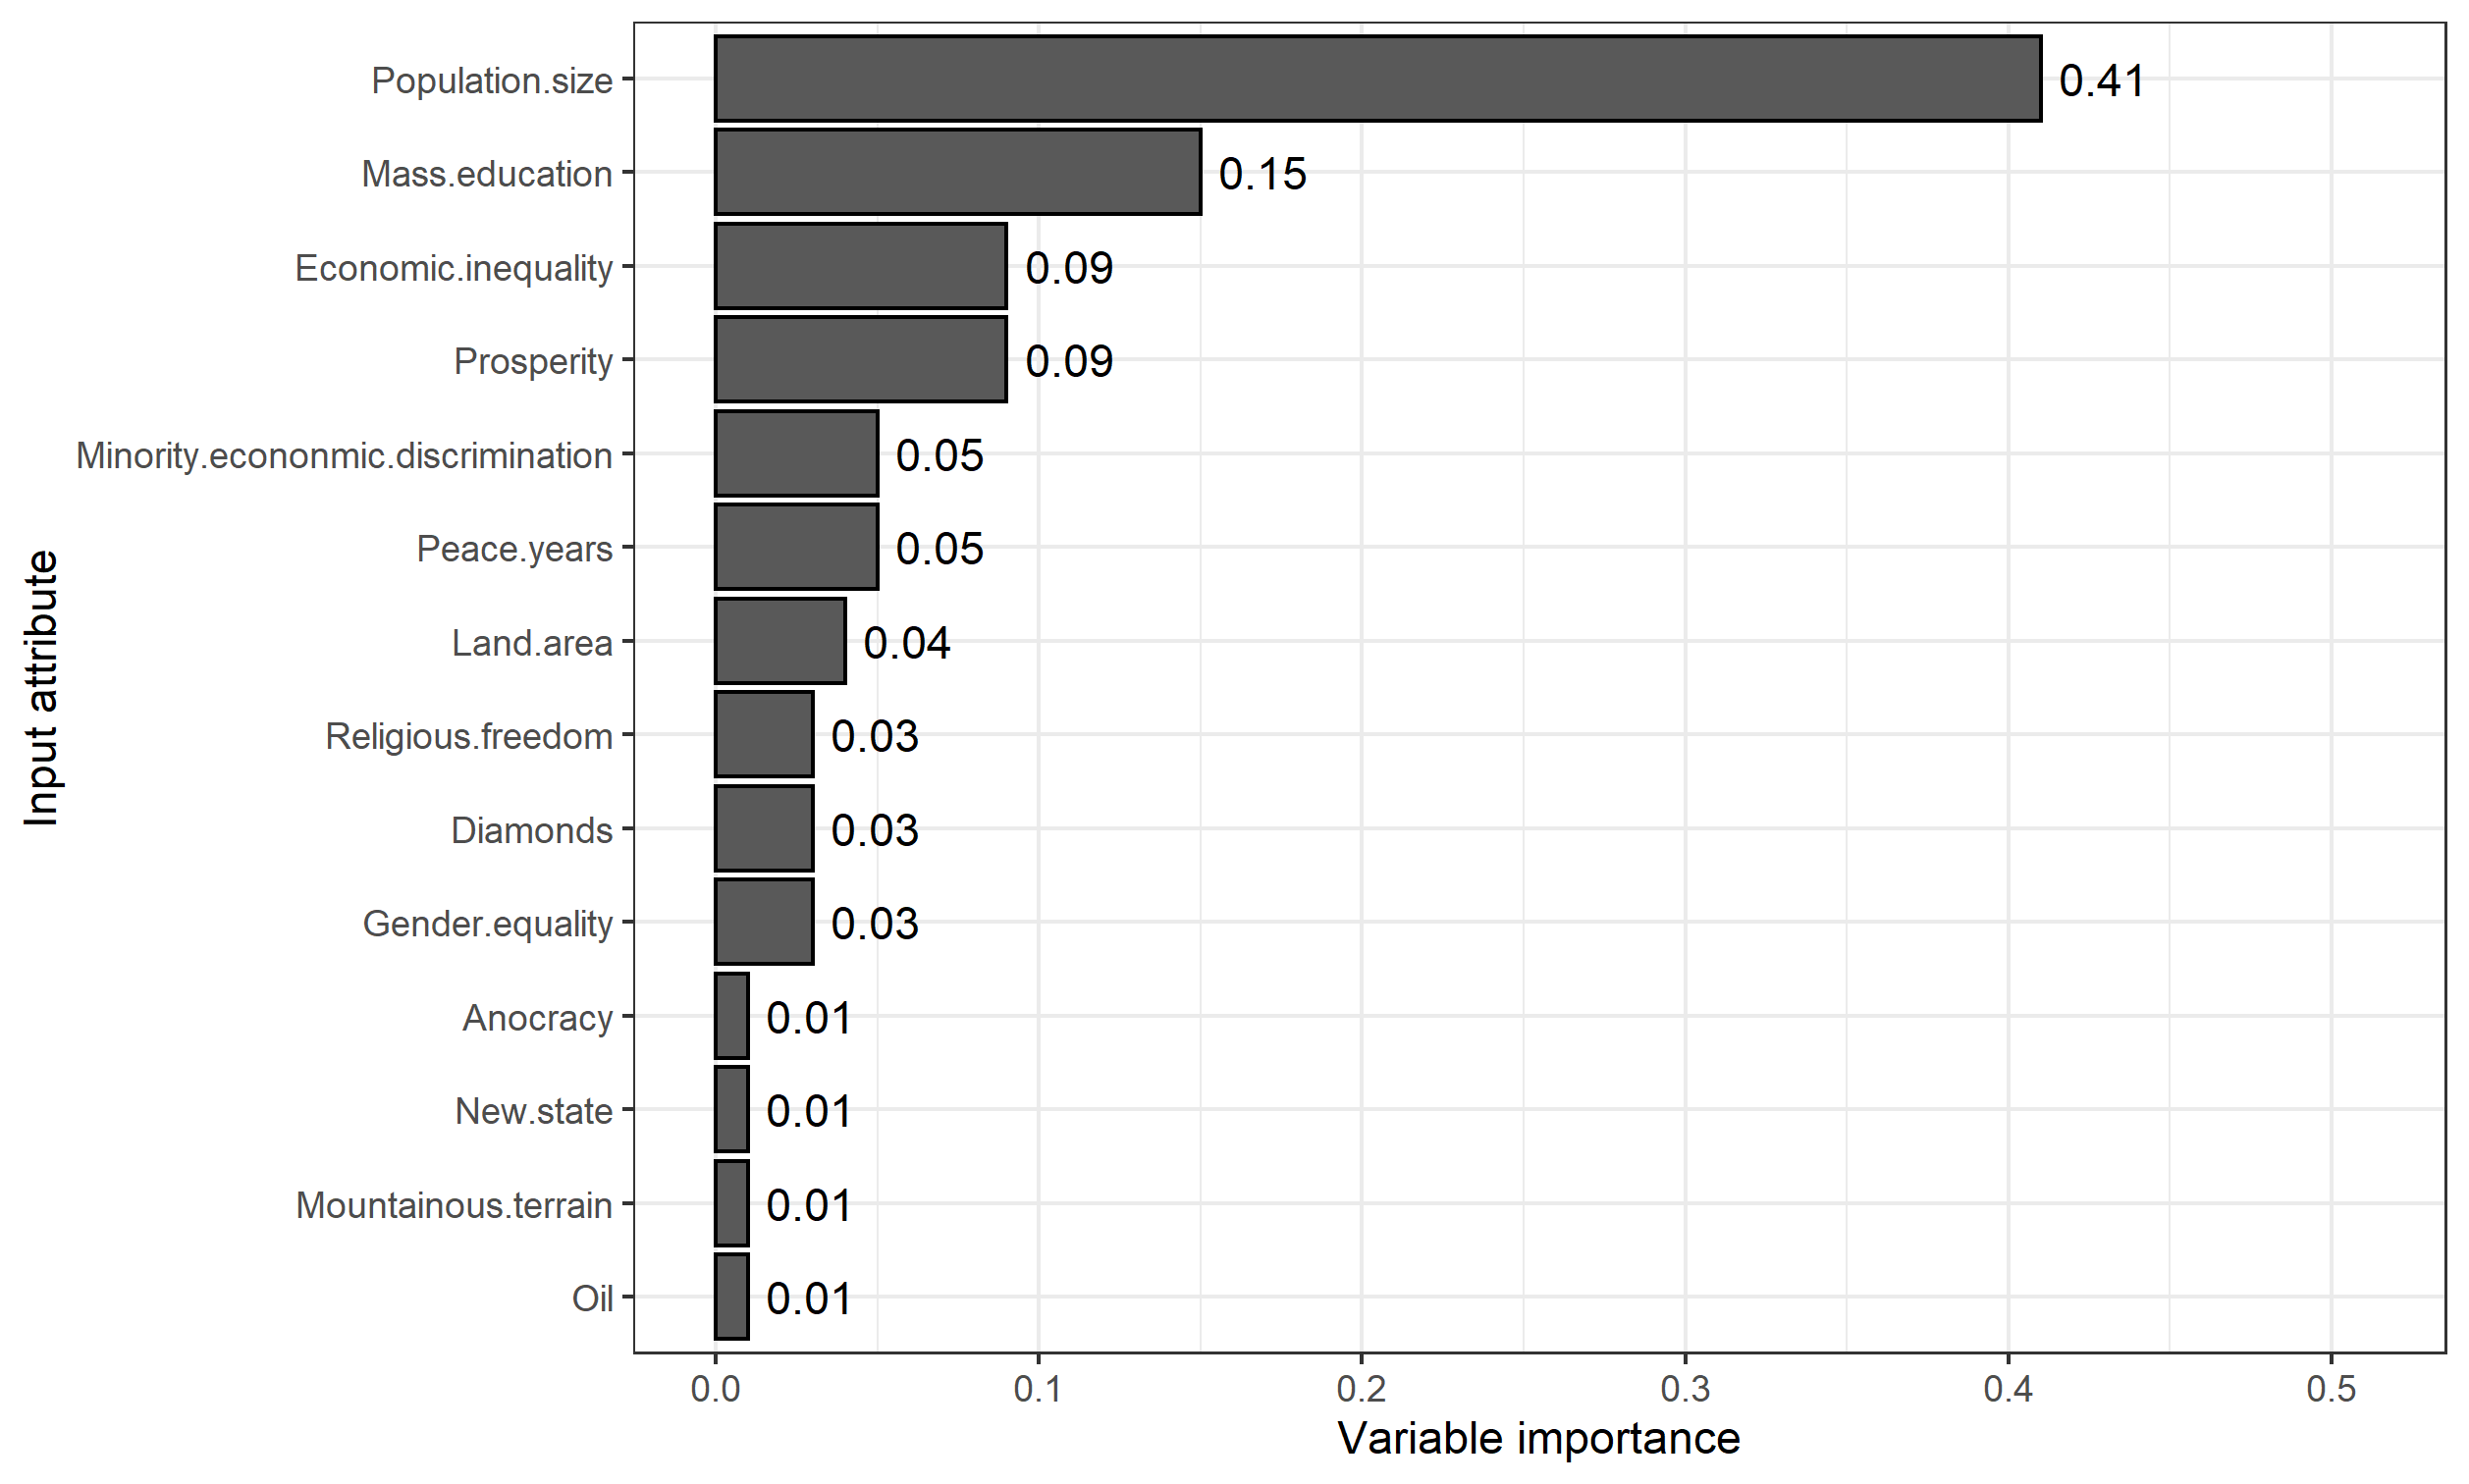 Population.size
0.41
Mass.education
0.15
Economic.inequality
0.09
Prosperity
0.09
Minority.econonmic.discrimination
0.05
Peace.years
0.05
Land.area
0.04
Religious.freedom
0.03
Diamonds
0.03
Gender.equality
0.03
Anocracy
0.01
New.state
0.01
Mountainous.terrain
0.01
Oil
0.01
Input attribute
0.0
0.1
0.2
0.3
0.4
0.5
Variable importance